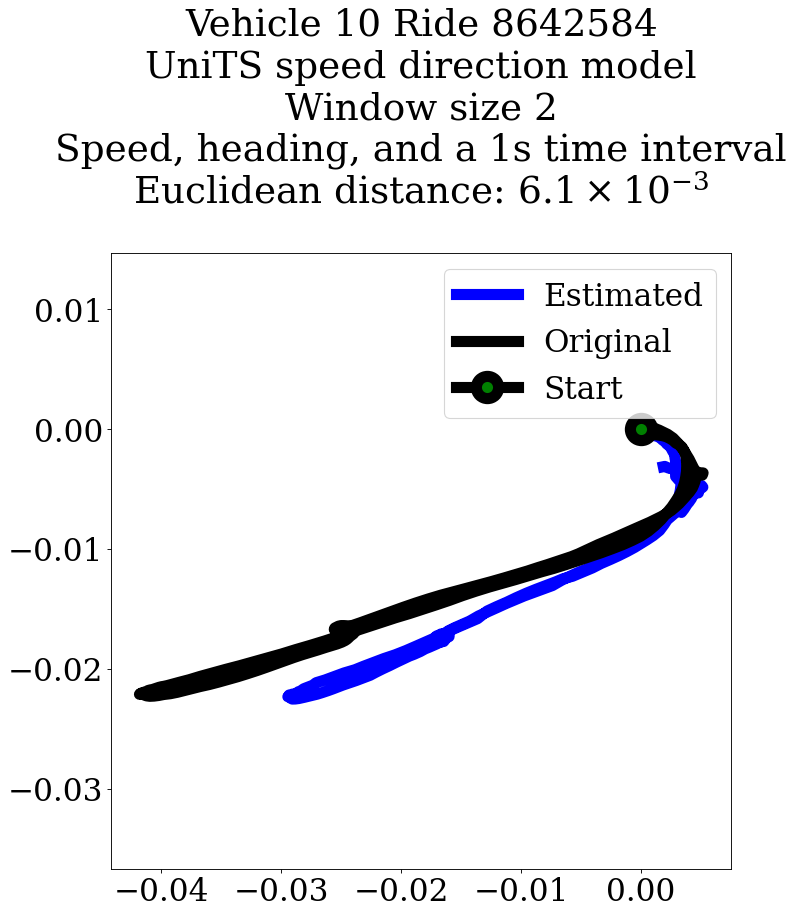 Vehicle 10 Ride 8642584
UniTS speed direction model
Window size 2
Speed, heading, and a 1s time interval
Euclidean distance: 6.1 × 10⁻³
Estimated
Original
Start
0.01
0.00
−0.01
−0.02
−0.03
−0.04 −0.03 −0.02 −0.01 0.00